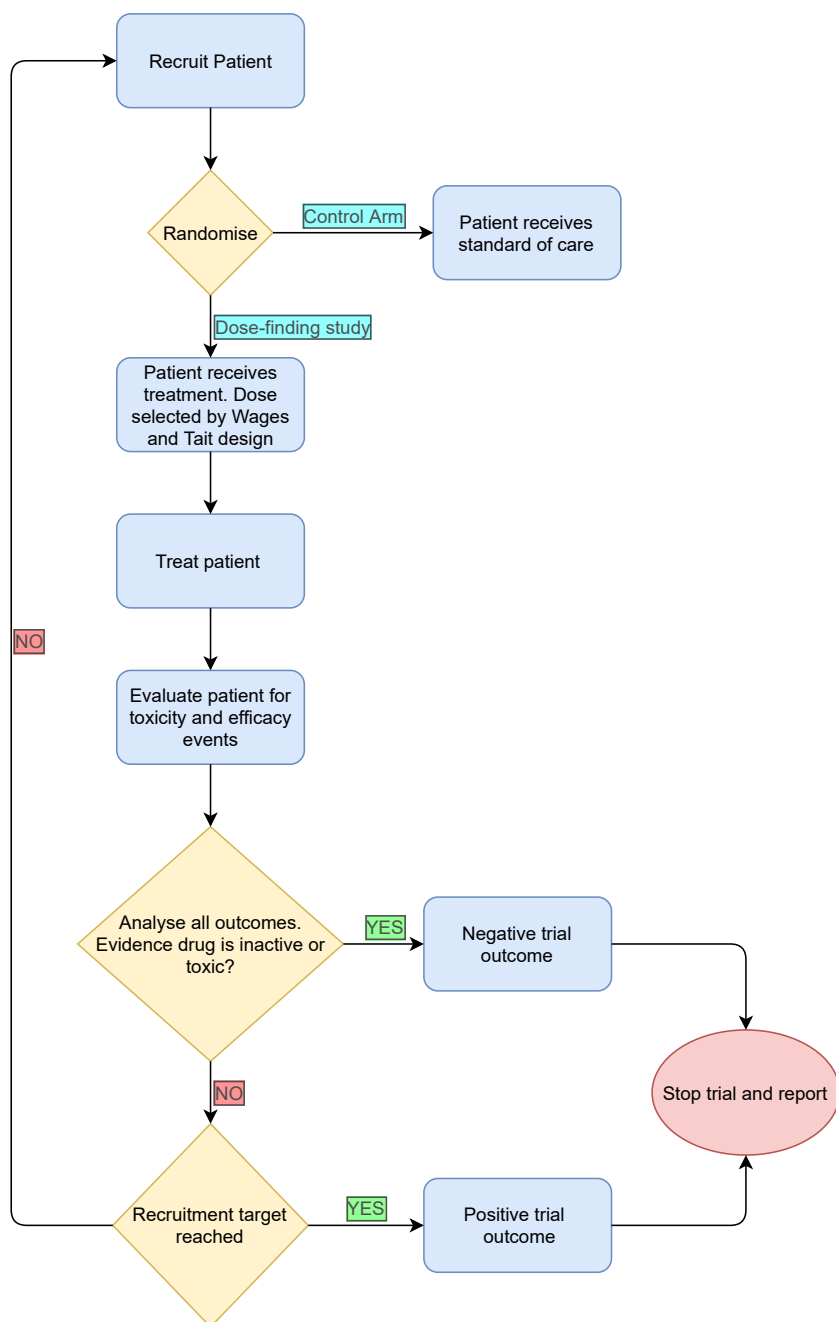 Recruit Patient
Randomise
Control Arm
Patient receives
standard of care
Dose-finding study
Patient receives
treatment. Dose
selected by Wages
and Tait design
Treat patient
NO
Evaluate patient for
toxicity and efficacy
events
Analyse all outcomes.
Evidence drug is inactive or
toxic?
YES
Negative trial
outcome
Stop trial and report
NO
Recruitment target
reached
YES
Positive trial
outcome